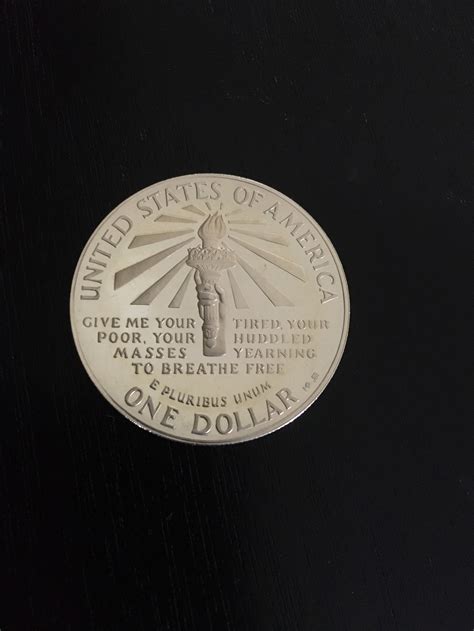 UNITED STATES OF AMERICA
GIVE ME YOUR TIRED, YOUR
POOR, YOUR HUDDLED
MASSES YEARNING
TO BREATHE FREE
E PLURIBUS UNUM
ONE DOLLAR